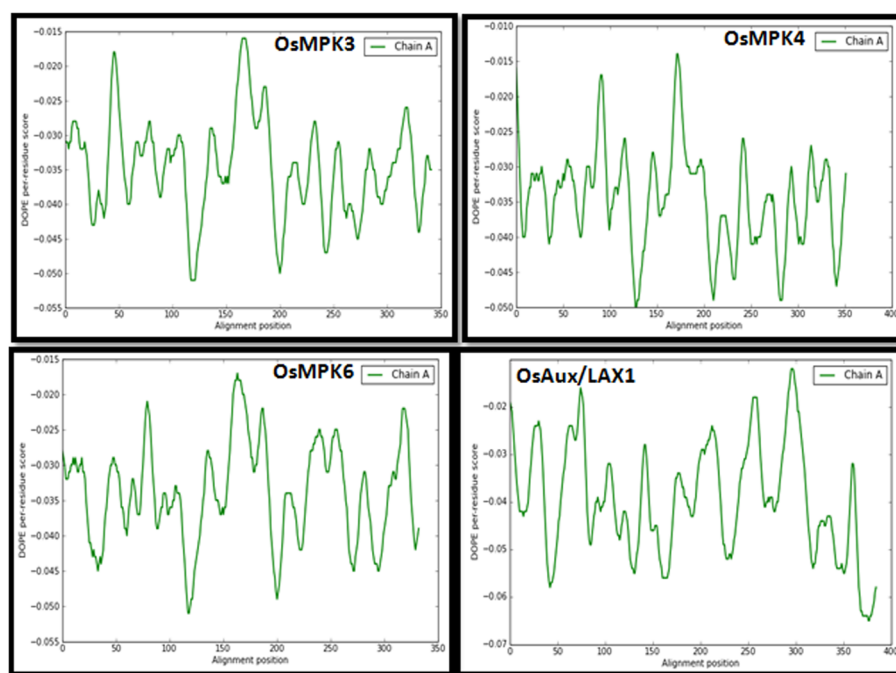 OsMPK3
Chain A
DOPE per-residue score
−0.015
−0.020
−0.025
−0.030
−0.035
−0.040
−0.045
−0.050
−0.055
0 50 100 150 200 250 300 350
Alignment position
OsMPK4
Chain A
DOPE per-residue score
−0.010
−0.015
−0.020
−0.025
−0.030
−0.035
−0.040
−0.045
−0.050
0 50 100 150 200 250 300 350 400
Alignment position
OsMPK6
Chain A
DOPE per-residue score
−0.015
−0.020
−0.025
−0.030
−0.035
−0.040
−0.045
−0.050
−0.055
0 50 100 150 200 250 300 350
Alignment position
OsAux/LAX1
Chain A
DOPE per-residue score
−0.02
−0.03
−0.04
−0.05
−0.06
−0.07
0 50 100 150 200 250 300 350 400
Alignment position